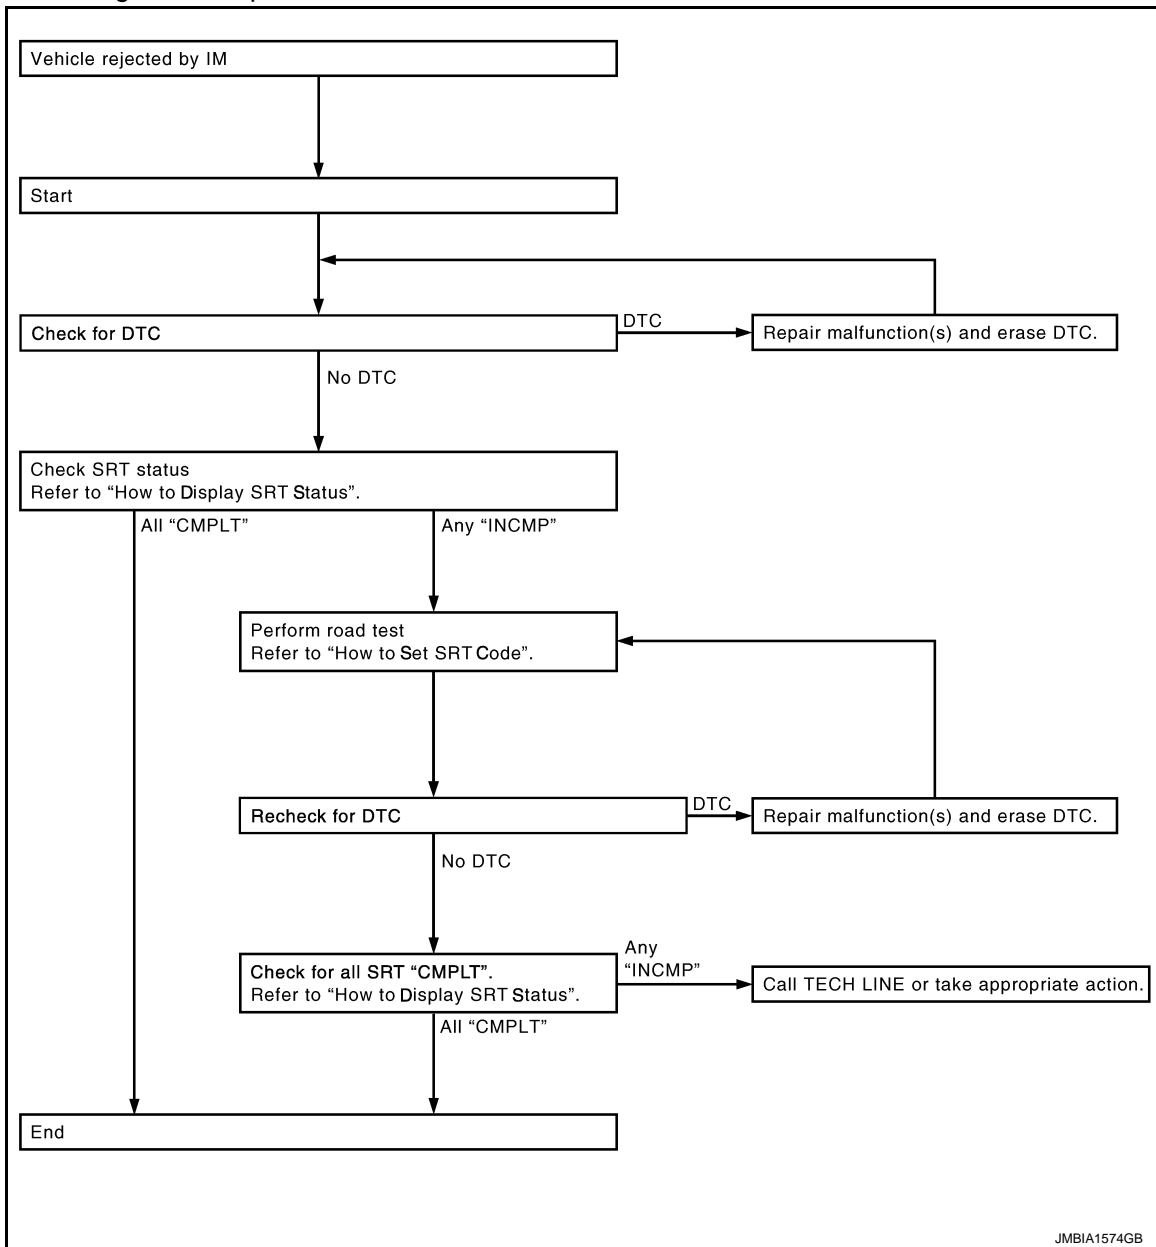 Vehicle rejected by IM
Start
Check for DTC
DTC
Repair malfunction(s) and erase DTC.
No DTC
Check SRT status
Refer to “How to Display SRT Status”.
All “CMPLT”
Any “INCMP”
Perform road test
Refer to “How to Set SRT Code”.
Recheck for DTC
DTC
Repair malfunction(s) and erase DTC.
No DTC
Check for all SRT “CMPLT”.
Refer to “How to Display SRT Status”.
Any
“INCMP”
Call TECH LINE or take appropriate action.
All “CMPLT”
End
JMBIA1574GB